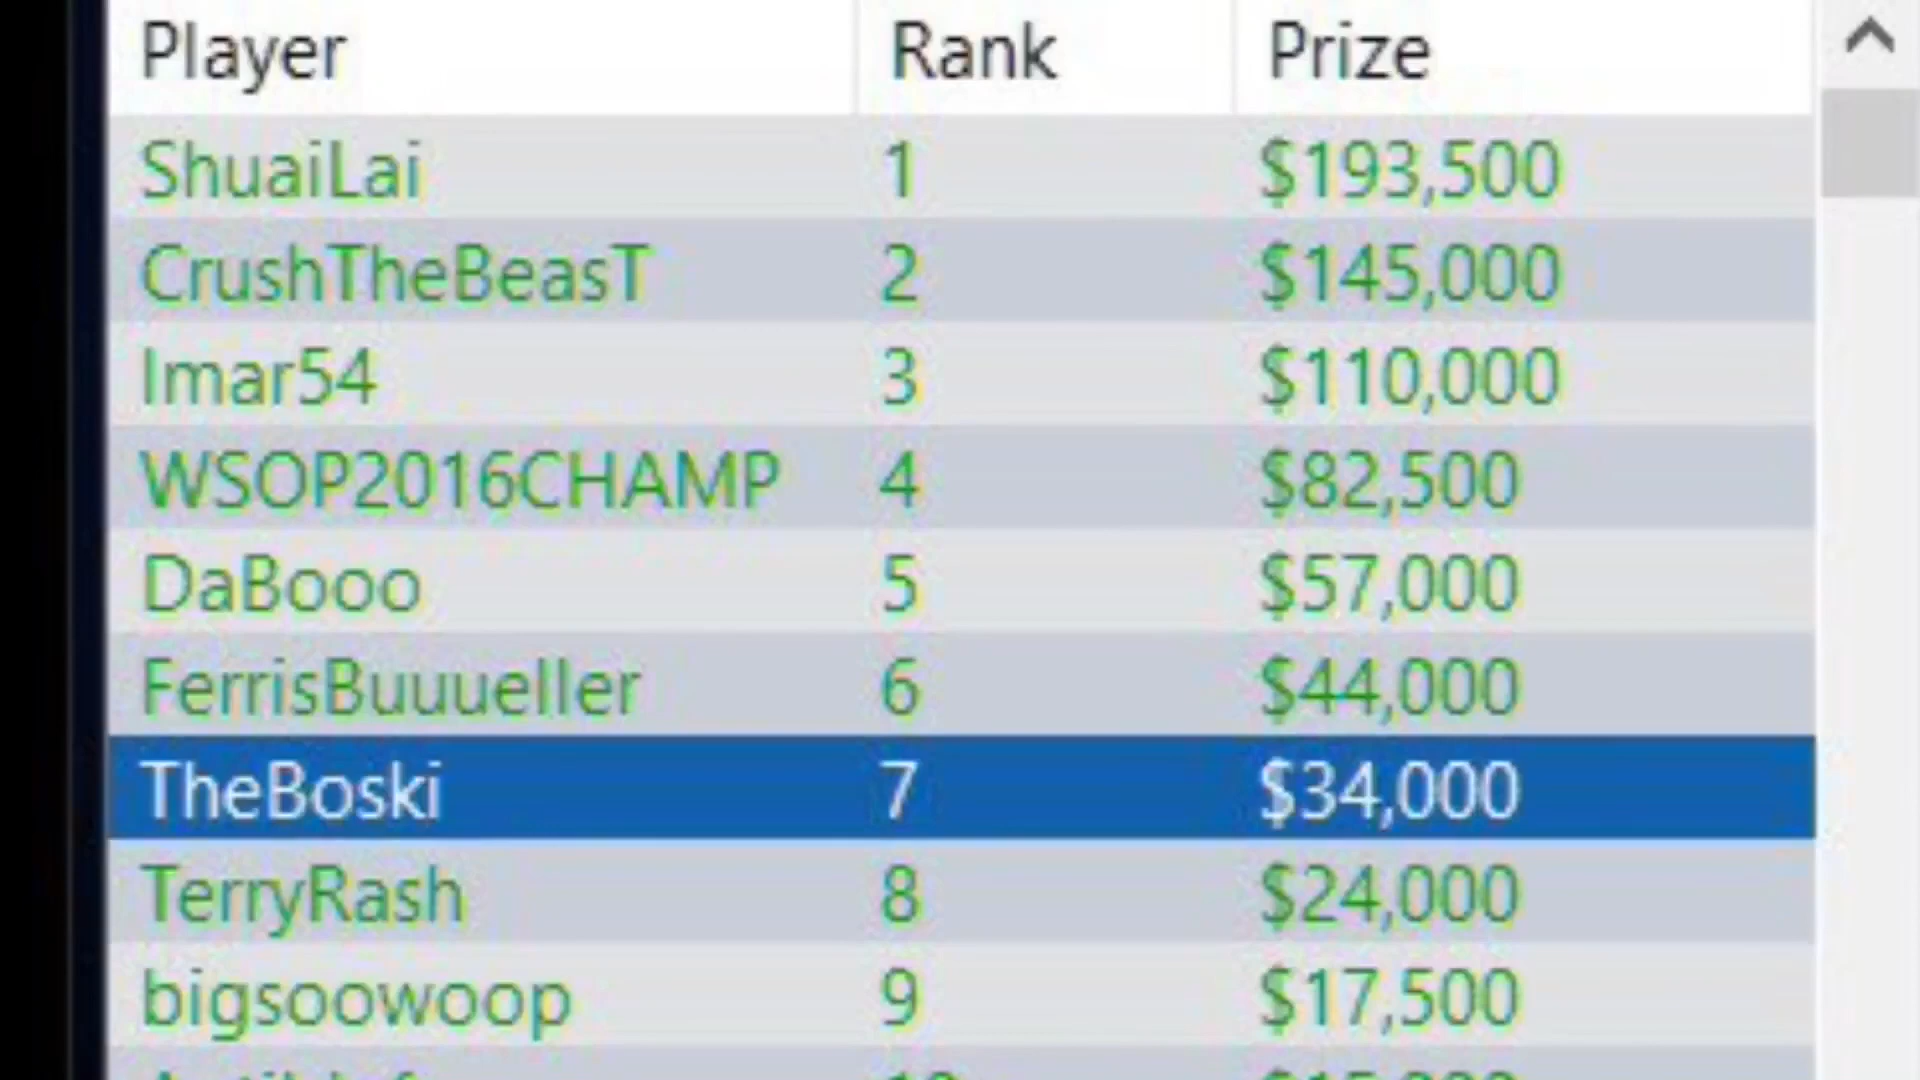 Player Rank Prize
ShuaiLai 1 $193,500
CrushTheBeasT 2 $145,000
Imar54 3 $110,000
WSOP2016CHAMP 4 $82,500
DaBooo 5 $57,000
FerrisBuuueller 6 $44,000
TheBoski 7 $34,000
TerryRash 8 $24,000
bigsoowoop 9 $17,500